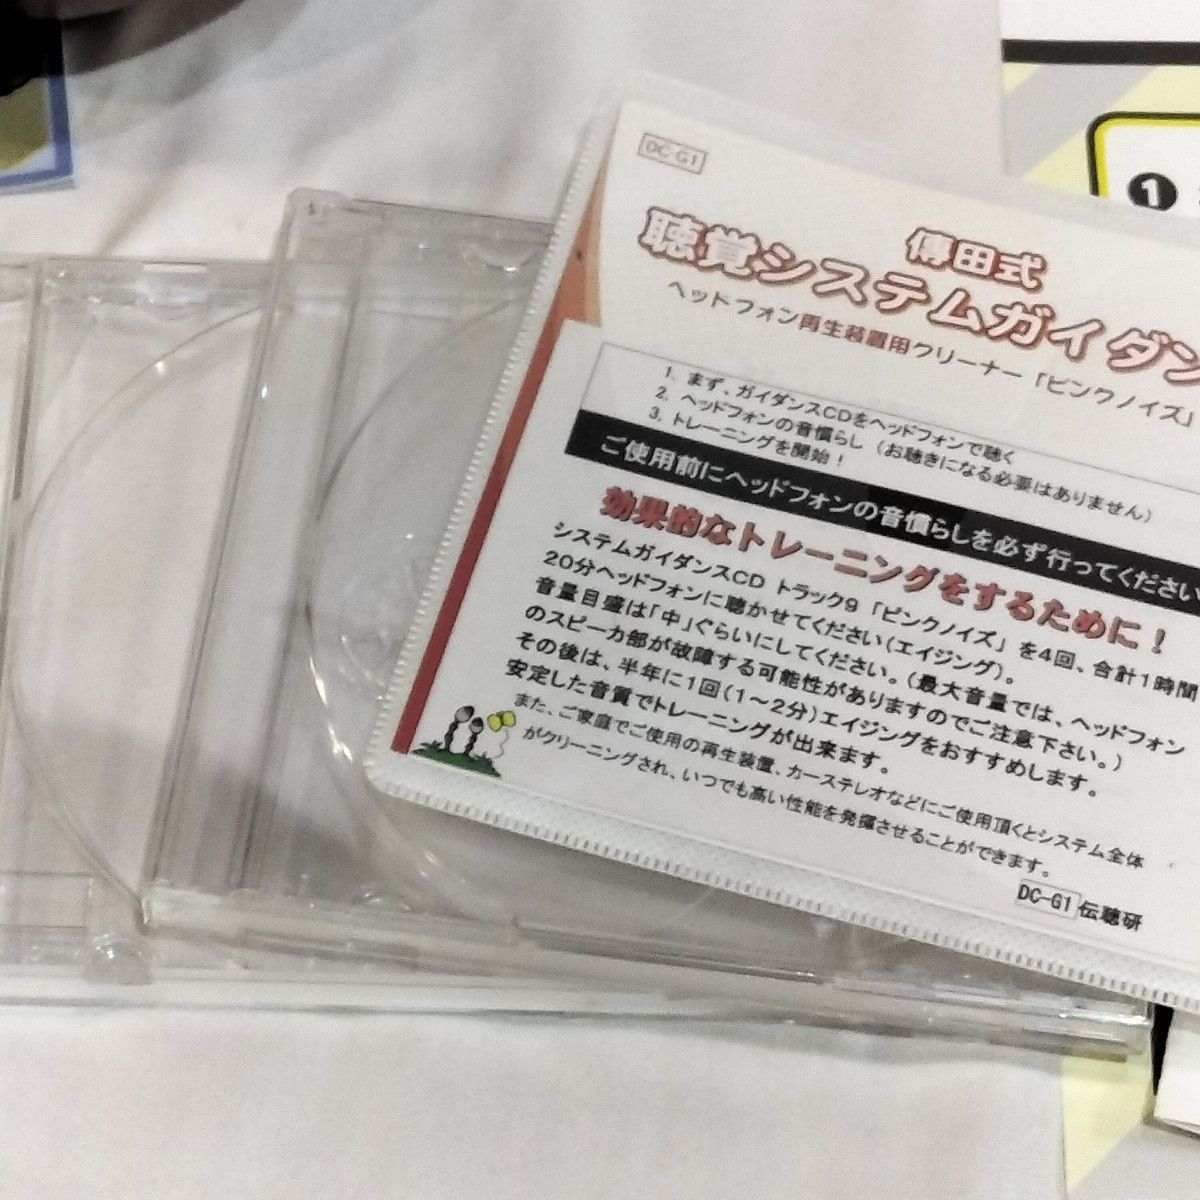 DC-G1
傳田式
聴覚システムガイダン
ヘッドフォン再生装置用クリーナー「ピンクノイズ」
1. まず、ガイダンスCDをヘッドフォンで聴く
2. ヘッドフォンの音慣らし（お聴きになる必要はありません）
3. トレーニングを開始！
ご使用前にヘッドフォンの音慣らしを必ず行ってください
効果的なトレーニングをするために！
システムガイダンスCD トラック9「ピンクノイズ」を4回、合計1時間
20分ヘッドフォンに聴かせてください（エイジング）。
音量目盛は「中」ぐらいにしてください。（最大音量では、ヘッドフォン
のスピーカ部が故障する可能性がありますのでご注意下さい。）
その後は、半年に1回（1～2分）エイジングをおすすめします。
安定した音質でトレーニングが出来ます。
また、ご家庭でご使用の再生装置、カーステレオなどにご使用頂くとシステム全体
がクリーニングされ、いつでも高い性能を発揮させることができます。
DC-G1 伝聴研
1